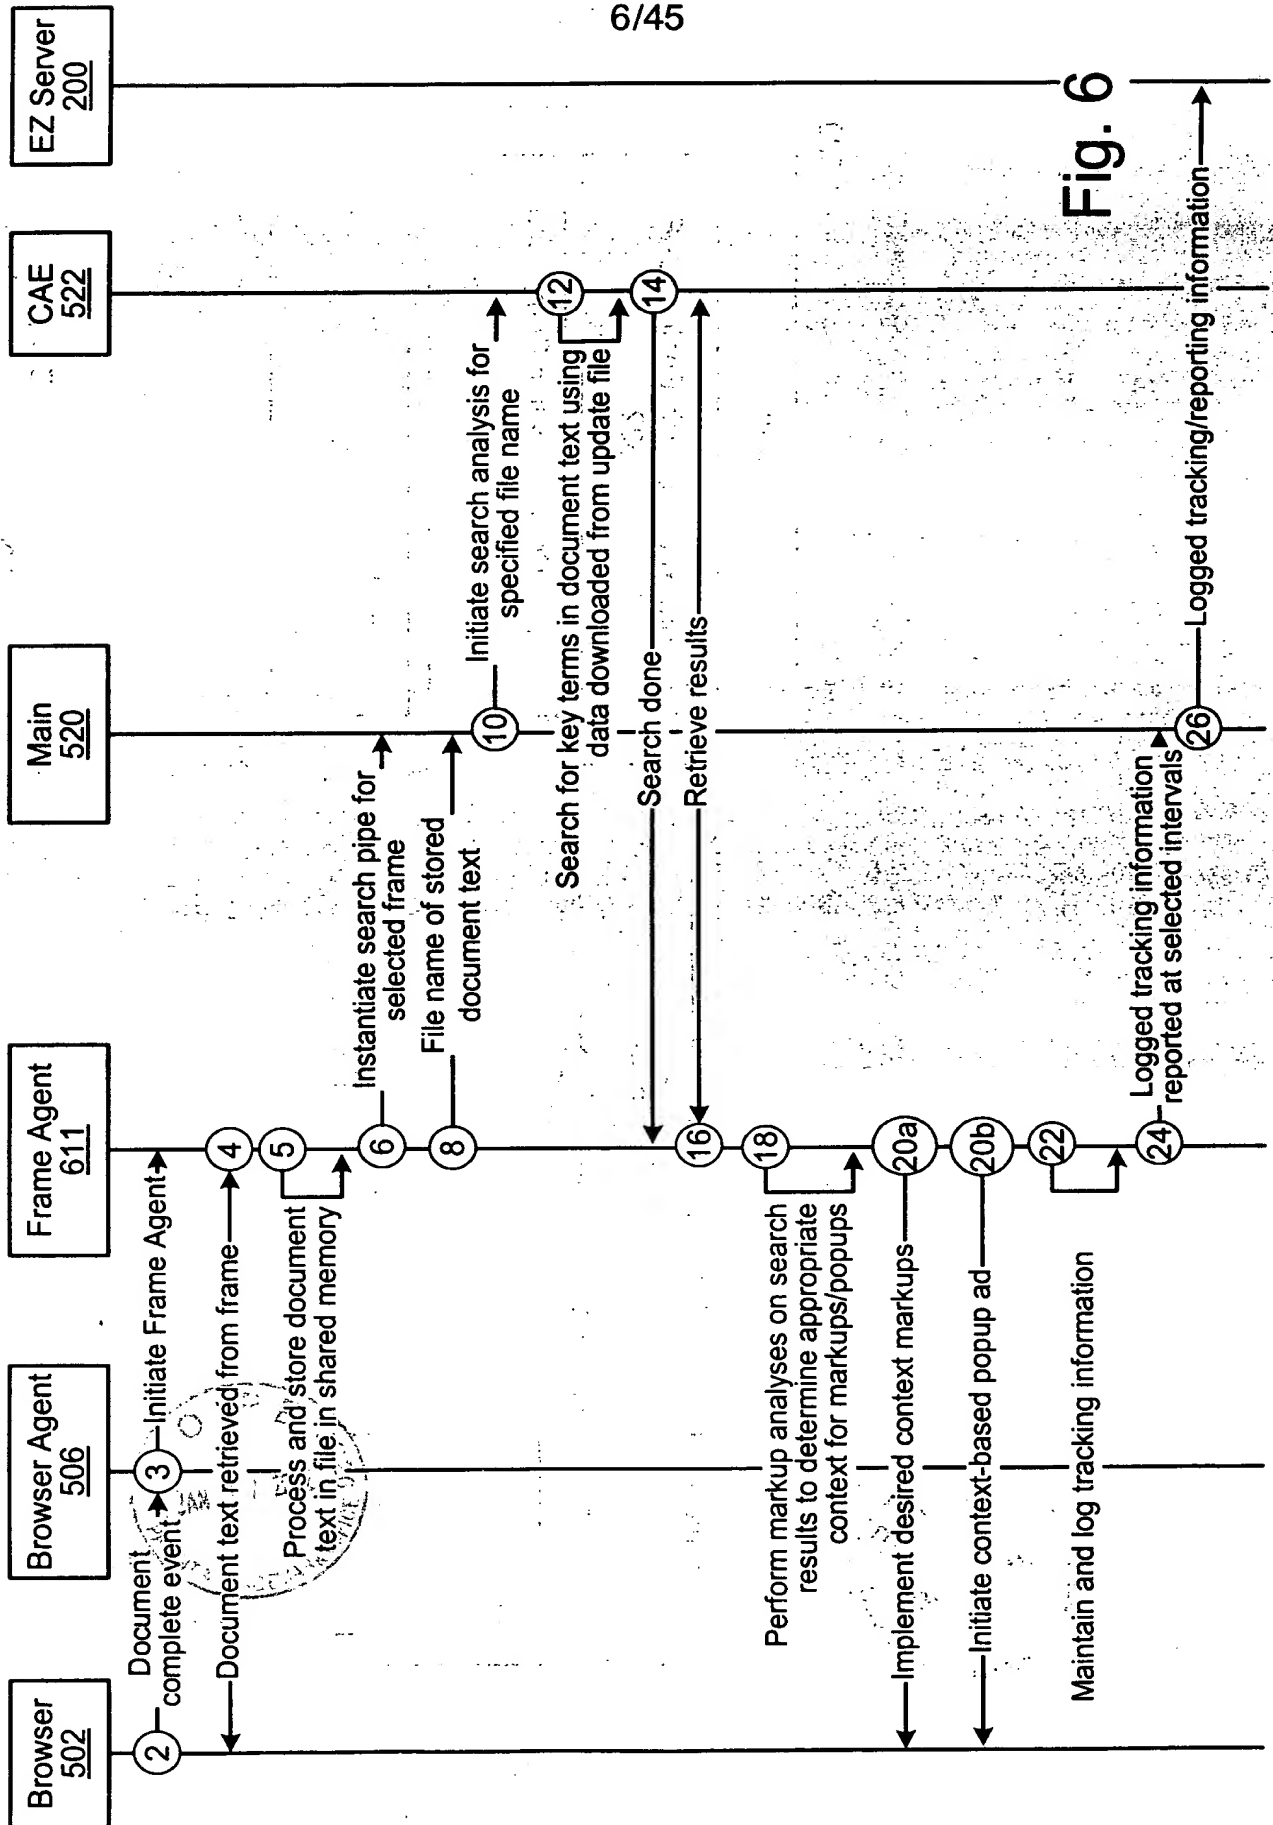 6/45
Browser
502
Browser Agent
506
Frame Agent
611
Main
520
CAE
522
EZ Server
200
2
Document
complete event
3
Initiate Frame Agent
4
Document text retrieved from frame
5
Process and store document
text in file in shared memory
6
Instantiate search pipe for
selected frame
8
File name of stored
document text
10
Initiate search analysis for
specified file name
12
Search for key terms in document text using
data downloaded from update file
14
Search done
16
Retrieve results
18
Perform markup analyses on search
results to determine appropriate
context for markups/popups
20a
Implement desired context markups
20b
Initiate context-based popup ad
22
Maintain and log tracking information
24
Logged tracking information
reported at selected intervals
26
Logged tracking/reporting information
Fig. 6